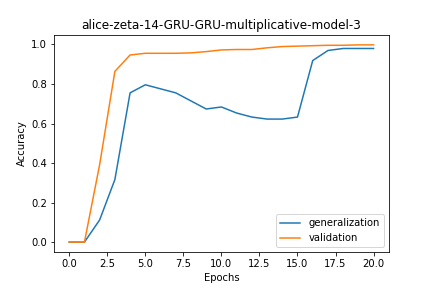 alice-zeta-14-GRU-GRU-multiplicative-model-3
Accuracy
1.0
0.8
0.6
0.4
0.2
0.0
generalization
validation
0.0 2.5 5.0 7.5 10.0 12.5 15.0 17.5 20.0
Epochs